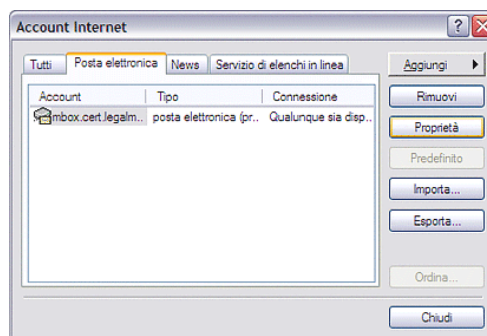 Account Internet
Tutti Posta elettronica News Servizio di elenchi in linea
Aggiungi
Account Tipo Connessione
mbox.cert.legalm... posta elettronica (pr... Qualunque sia disp...
Rimuovi
Proprietà
Predefinito
Importa...
Esporta...
Ordina...
Chiudi